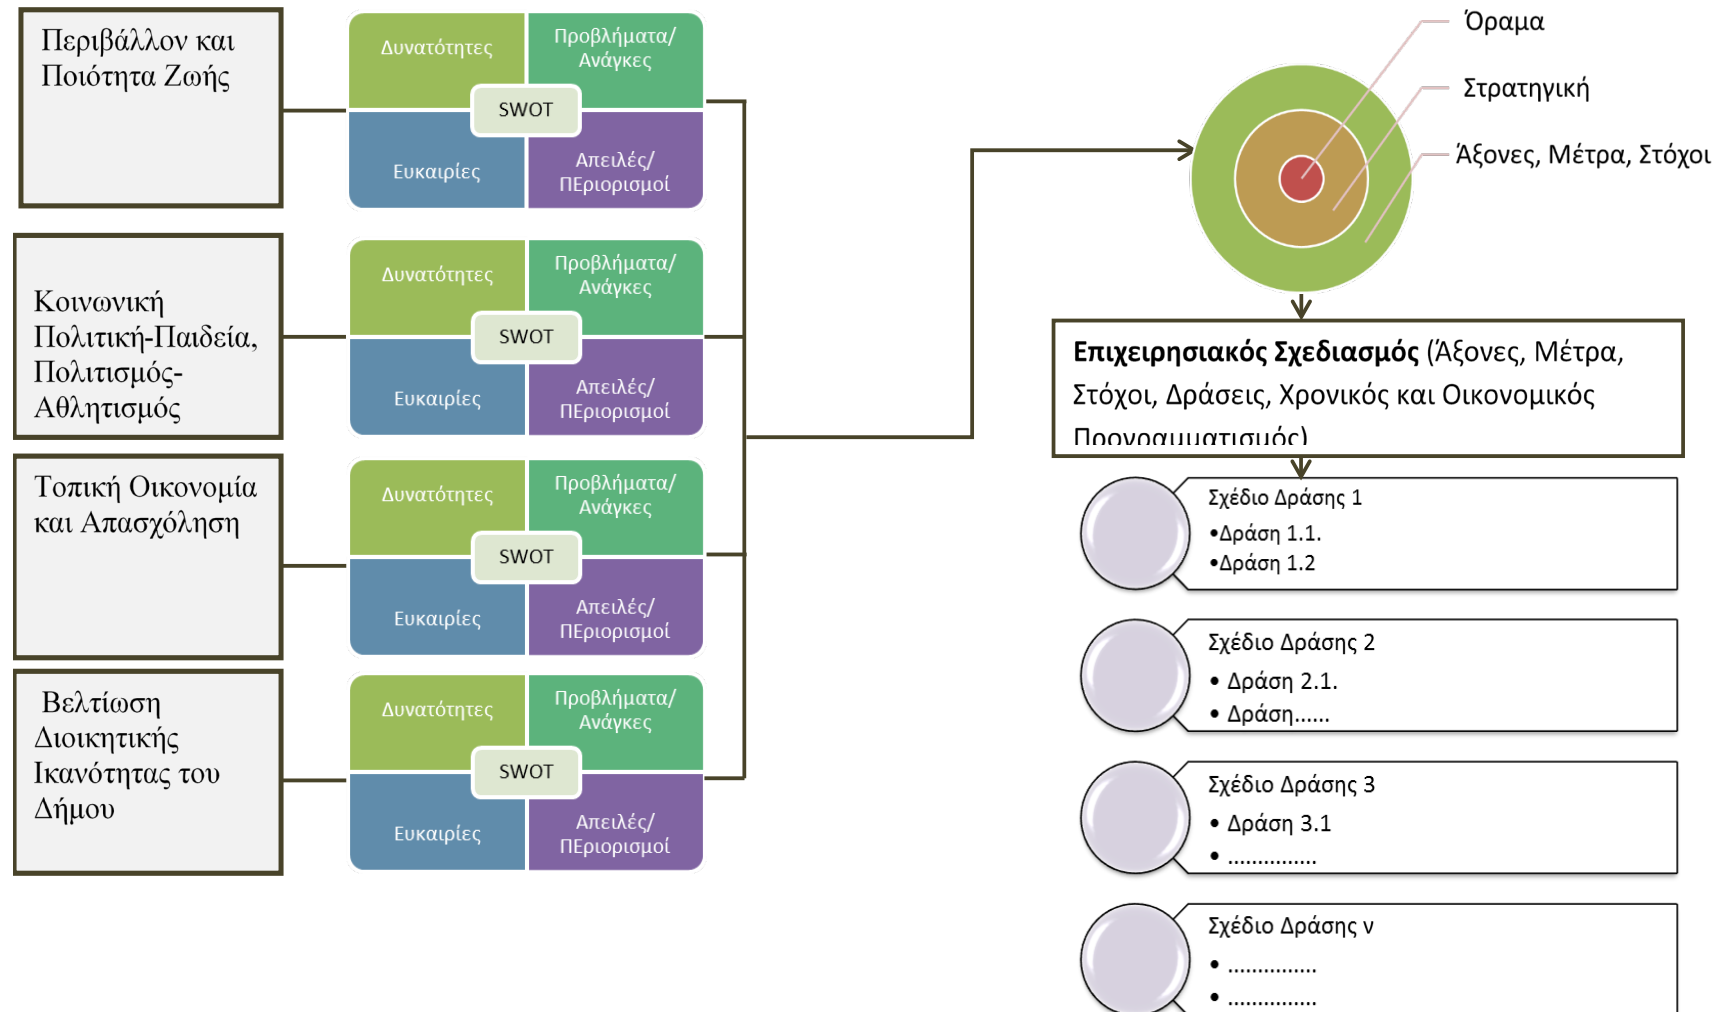 Περιβάλλον και
Ποιότητα Ζωής
Δυνατότητες
Προβλήματα/
Ανάγκες
SWOT
Ευκαιρίες
Απειλές/
ΠΕριορισμοί
Κοινωνική
Πολιτική-Παιδεία,
Πολιτισμός-
Αθλητισμός
Δυνατότητες
Προβλήματα/
Ανάγκες
SWOT
Ευκαιρίες
Απειλές/
ΠΕριορισμοί
Τοπική Οικονομία
και Απασχόληση
Δυνατότητες
Προβλήματα/
Ανάγκες
SWOT
Ευκαιρίες
Απειλές/
ΠΕριορισμοί
Βελτίωση
Διοικητικής
Ικανότητας του
Δήμου
Δυνατότητες
Προβλήματα/
Ανάγκες
SWOT
Ευκαιρίες
Απειλές/
ΠΕριορισμοί
Όραμα
Στρατηγική
Άξονες, Μέτρα, Στόχοι
Επιχειρησιακός Σχεδιασμός (Άξονες, Μέτρα,
Στόχοι, Δράσεις, Χρονικός και Οικονομικός
Προγραμματισμός)
Σχέδιο Δράσης 1
•Δράση 1.1.
•Δράση 1.2
Σχέδιο Δράσης 2
• Δράση 2.1.
• Δράση......
Σχέδιο Δράσης 3
• Δράση 3.1
• ...............
Σχέδιο Δράσης ν
• ...............
• ...............